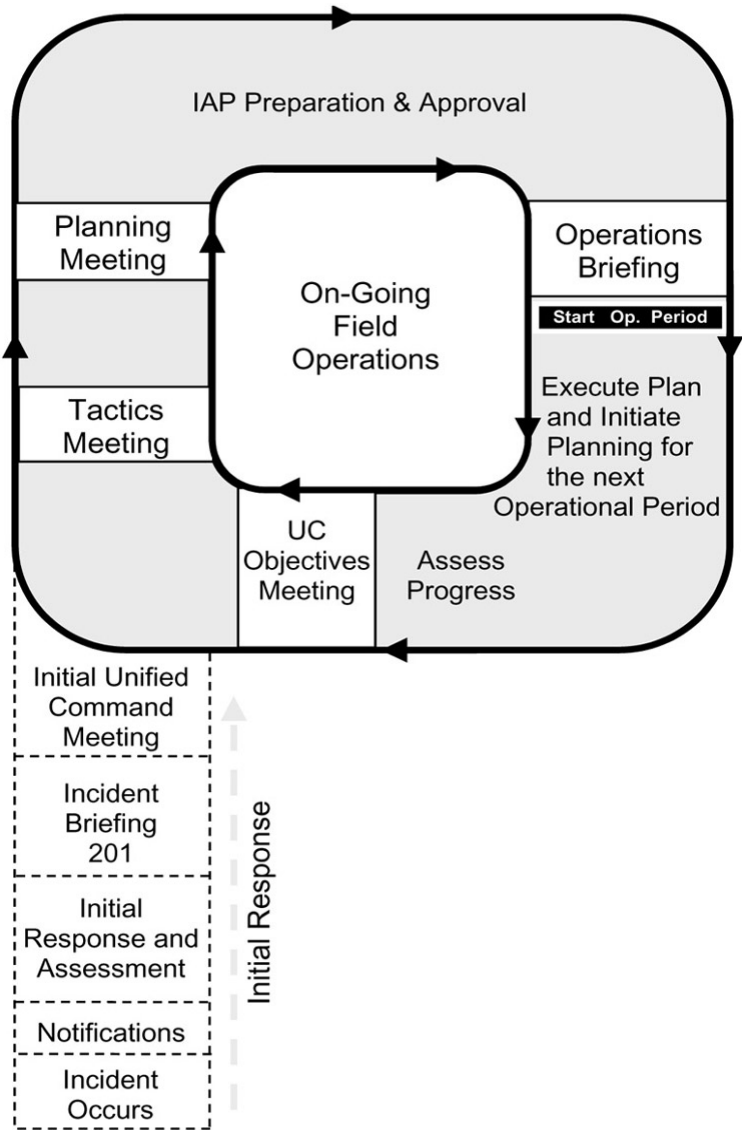 IAP Preparation & Approval
Planning
Meeting
Operations
Briefing
On-Going
Field
Operations
Start Op. Period
Tactics
Meeting
Execute Plan
and Initiate
Planning for
the next
Operational Period
UC
Objectives
Meeting
Assess
Progress
Initial Unified
Command
Meeting
Incident
Briefing
201
Initial
Response and
Assessment
Notifications
Incident
Occurs
Initial Response